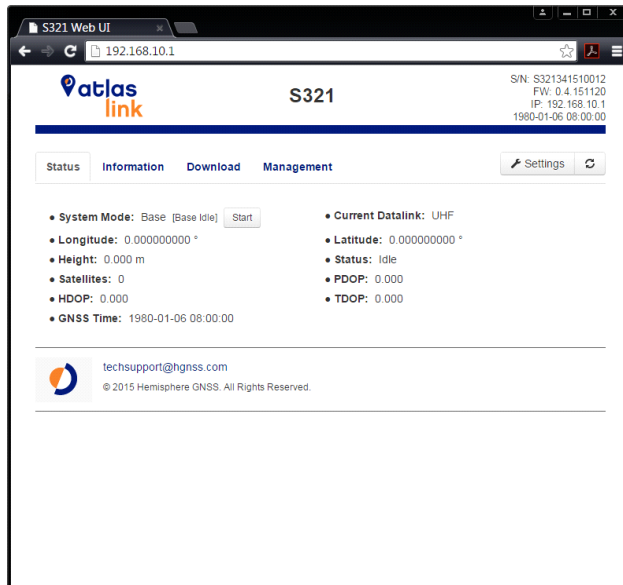 S321 Web UI
192.168.10.1
atlas
link
S321
S/N: S321341510012
FW: 0.4.151120
IP: 192.168.10.1
1980-01-06 08:00:00
Status Information Download Management Settings
• System Mode: Base [Base Idle] Start • Current Datalink: UHF
• Longitude: 0.000000000 ° • Latitude: 0.000000000 °
• Height: 0.000 m • Status: Idle
• Satellites: 0 • PDOP: 0.000
• HDOP: 0.000 • TDOP: 0.000
• GNSS Time: 1980-01-06 08:00:00
techsupport@hgnss.com
© 2015 Hemisphere GNSS. All Rights Reserved.